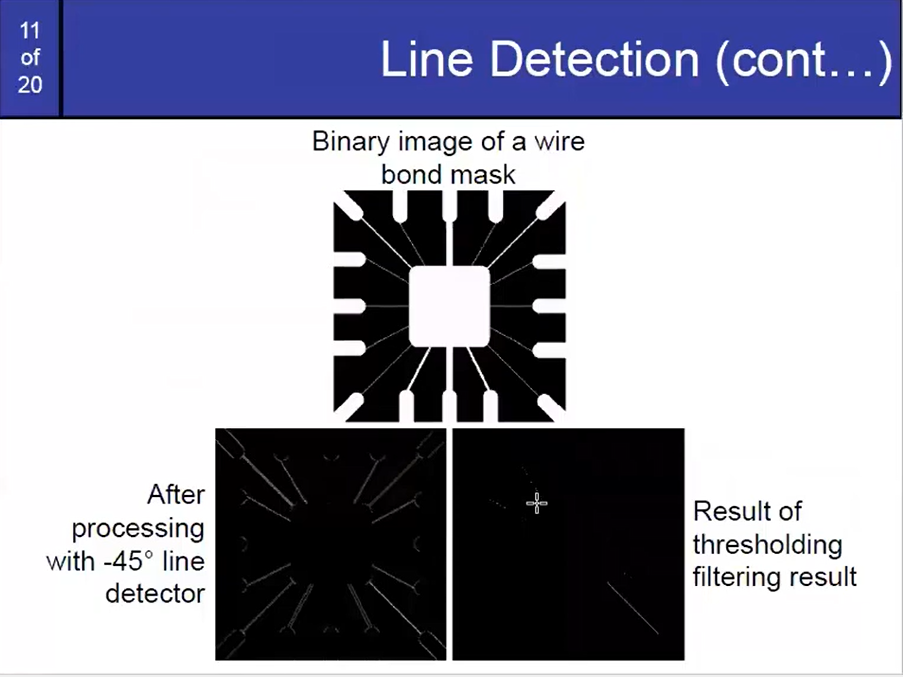 11
of
20
Line Detection (cont…)
Binary image of a wire
bond mask
After
processing
with -45° line
detector
Result of
thresholding
filtering result